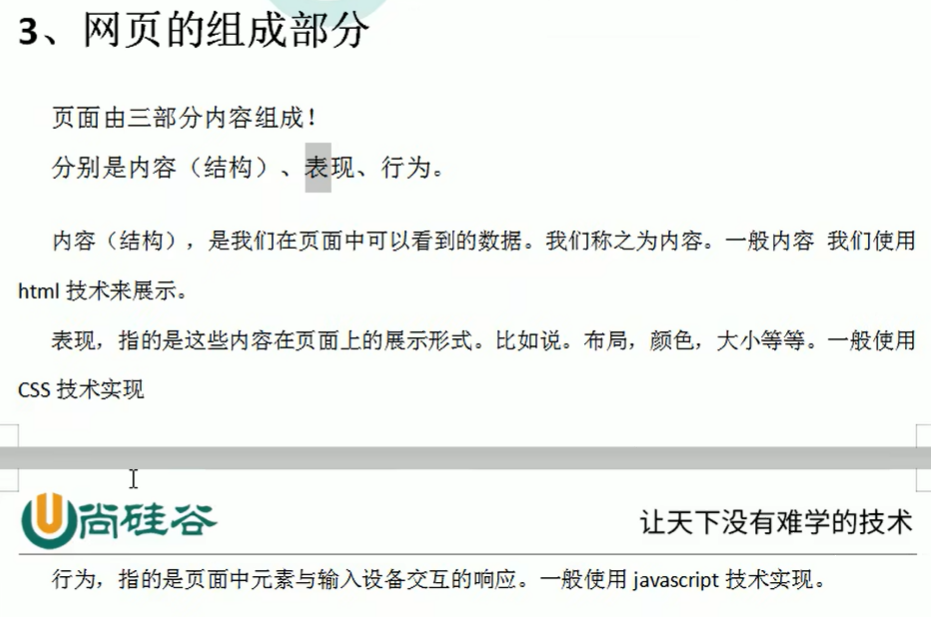 3、网页的组成部分
页面由三部分内容组成！
分别是内容（结构）、表现、行为。
内容（结构），是我们在页面中可以看到的数据。我们称之为内容。一般内容 我们使用
html 技术来展示。
表现，指的是这些内容在页面上的展示形式。比如说。布局，颜色，大小等等。一般使用
CSS 技术实现
尚硅谷
让天下没有难学的技术
行为，指的是页面中元素与输入设备交互的响应。一般使用 javascript 技术实现。